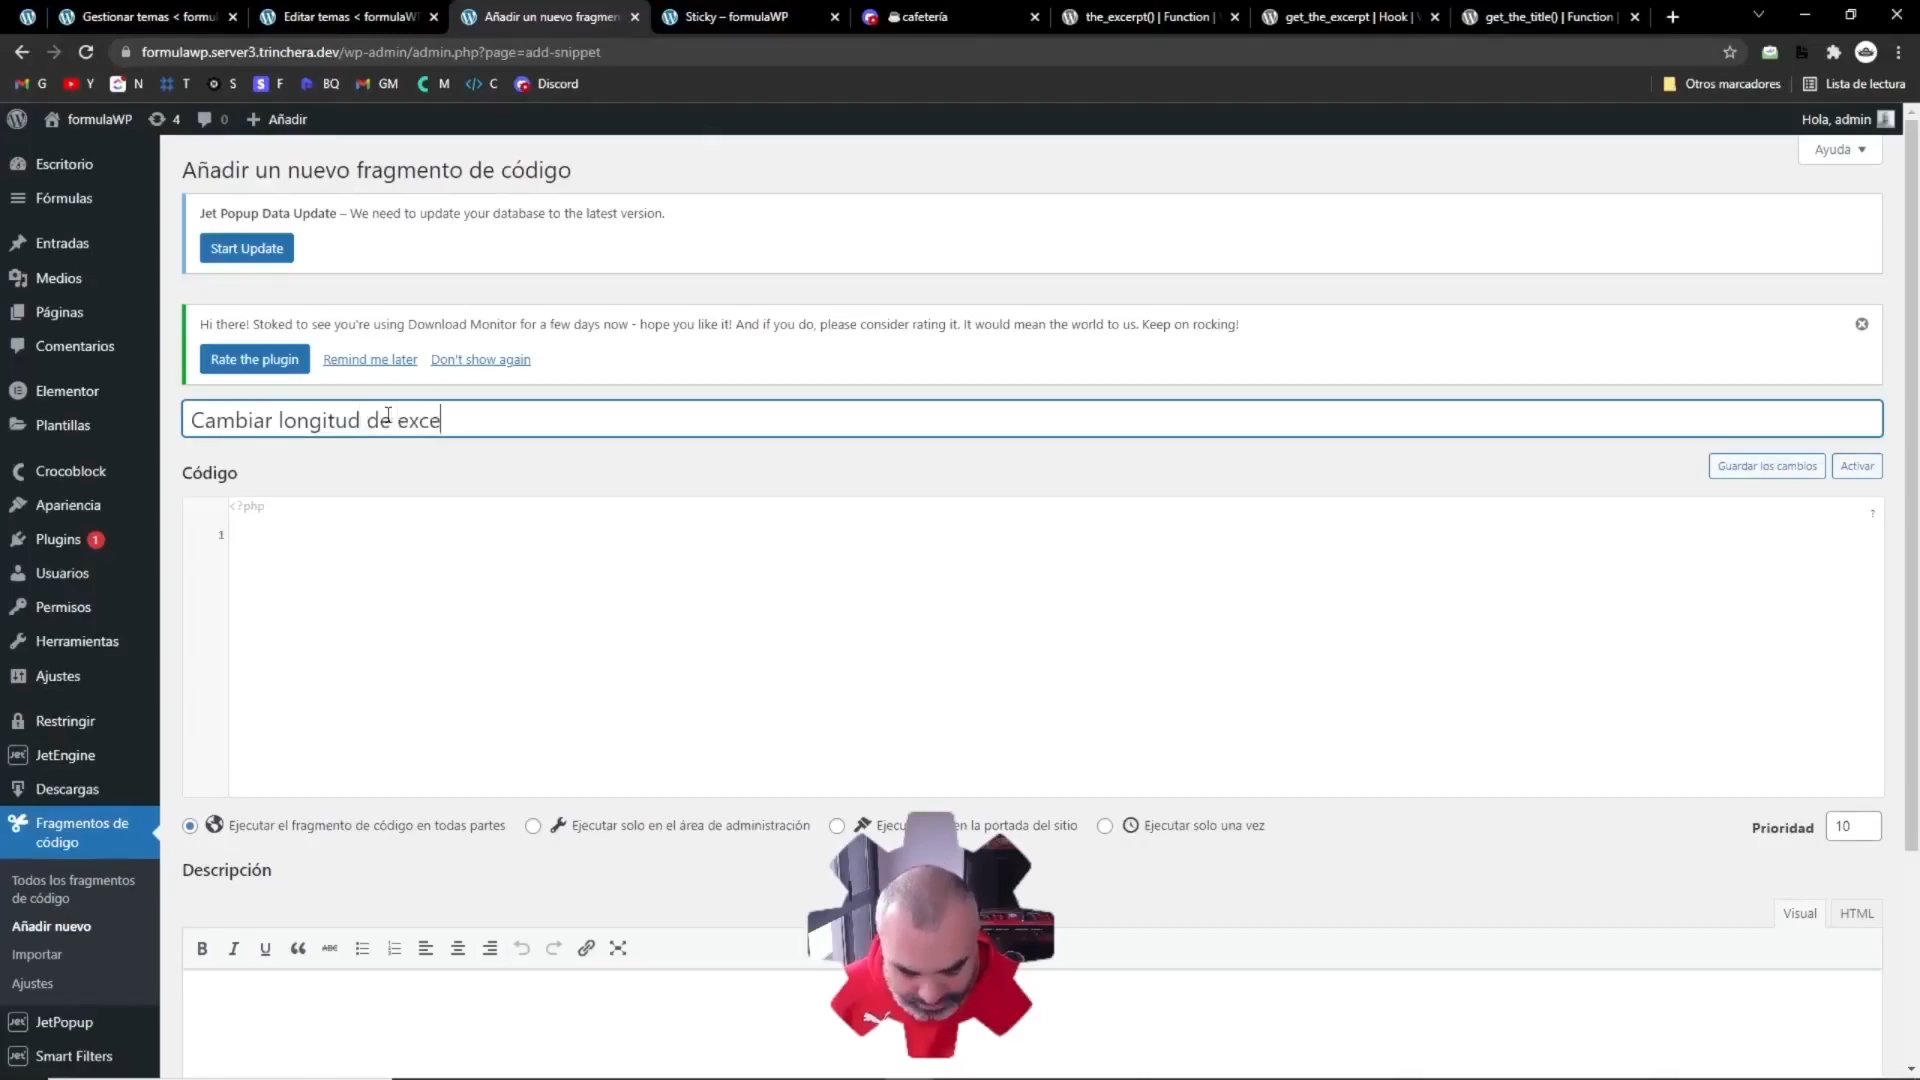 Gestionar temas < formul
Editar temas < formulaWI
Añadir un nuevo fragmen
Sticky – formulaWP
cafetería
the_excerpt() | Function |
get_the_excerpt | Hook |
get_the_title() | Function
formulawp.server3.trinchera.dev/wp-admin/admin.php?page=add-snippet
G
Y
N
T
S
F
BQ
GM
M
C
Discord
Otros marcadores
Lista de lectura
formulaWP
4
0
Añadir
Hola, admin
Ayuda
Escritorio
Fórmulas
Entradas
Medios
Páginas
Comentarios
Elementor
Plantillas
Crocoblock
Apariencia
Plugins 1
Usuarios
Permisos
Herramientas
Ajustes
Restringir
JetEngine
Descargas
Fragmentos de
código
Todos los fragmentos
de código
Añadir nuevo
Importar
Ajustes
JetPopup
Smart Filters
Añadir un nuevo fragmento de código
Jet Popup Data Update – We need to update your database to the latest version.
Start Update
Hi there! Stoked to see you're using Download Monitor for a few days now - hope you like it! And if you do, please consider rating it. It would mean the world to us. Keep on rocking!
Rate the plugin
Remind me later
Don't show again
Cambiar longitud de exce
Código
Guardar los cambios
Activar
<?php
?
1
Ejecutar el fragmento de código en todas partes
Ejecutar solo en el área de administración
en la portada del sitio
Ejecutar solo una vez
Prioridad
10
Descripción
Visual
HTML
B I U ABC